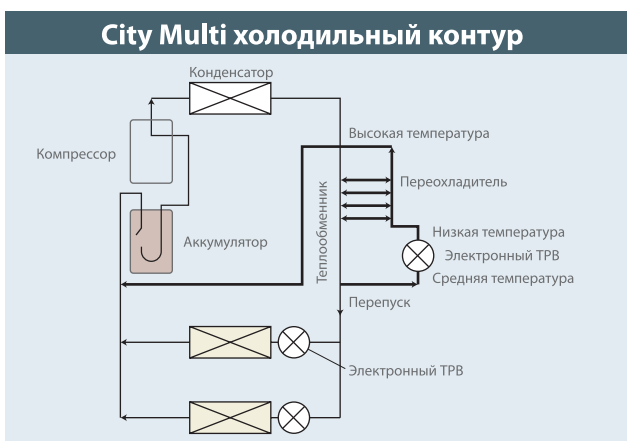 City Multi холодильный контур
Конденсатор
Высокая температура
Компрессор
Переохладитель
Теплообменник
Аккумулятор
Низкая температура
Электронный ТРВ
Средняя температура
Перепуск
Электронный ТРВ